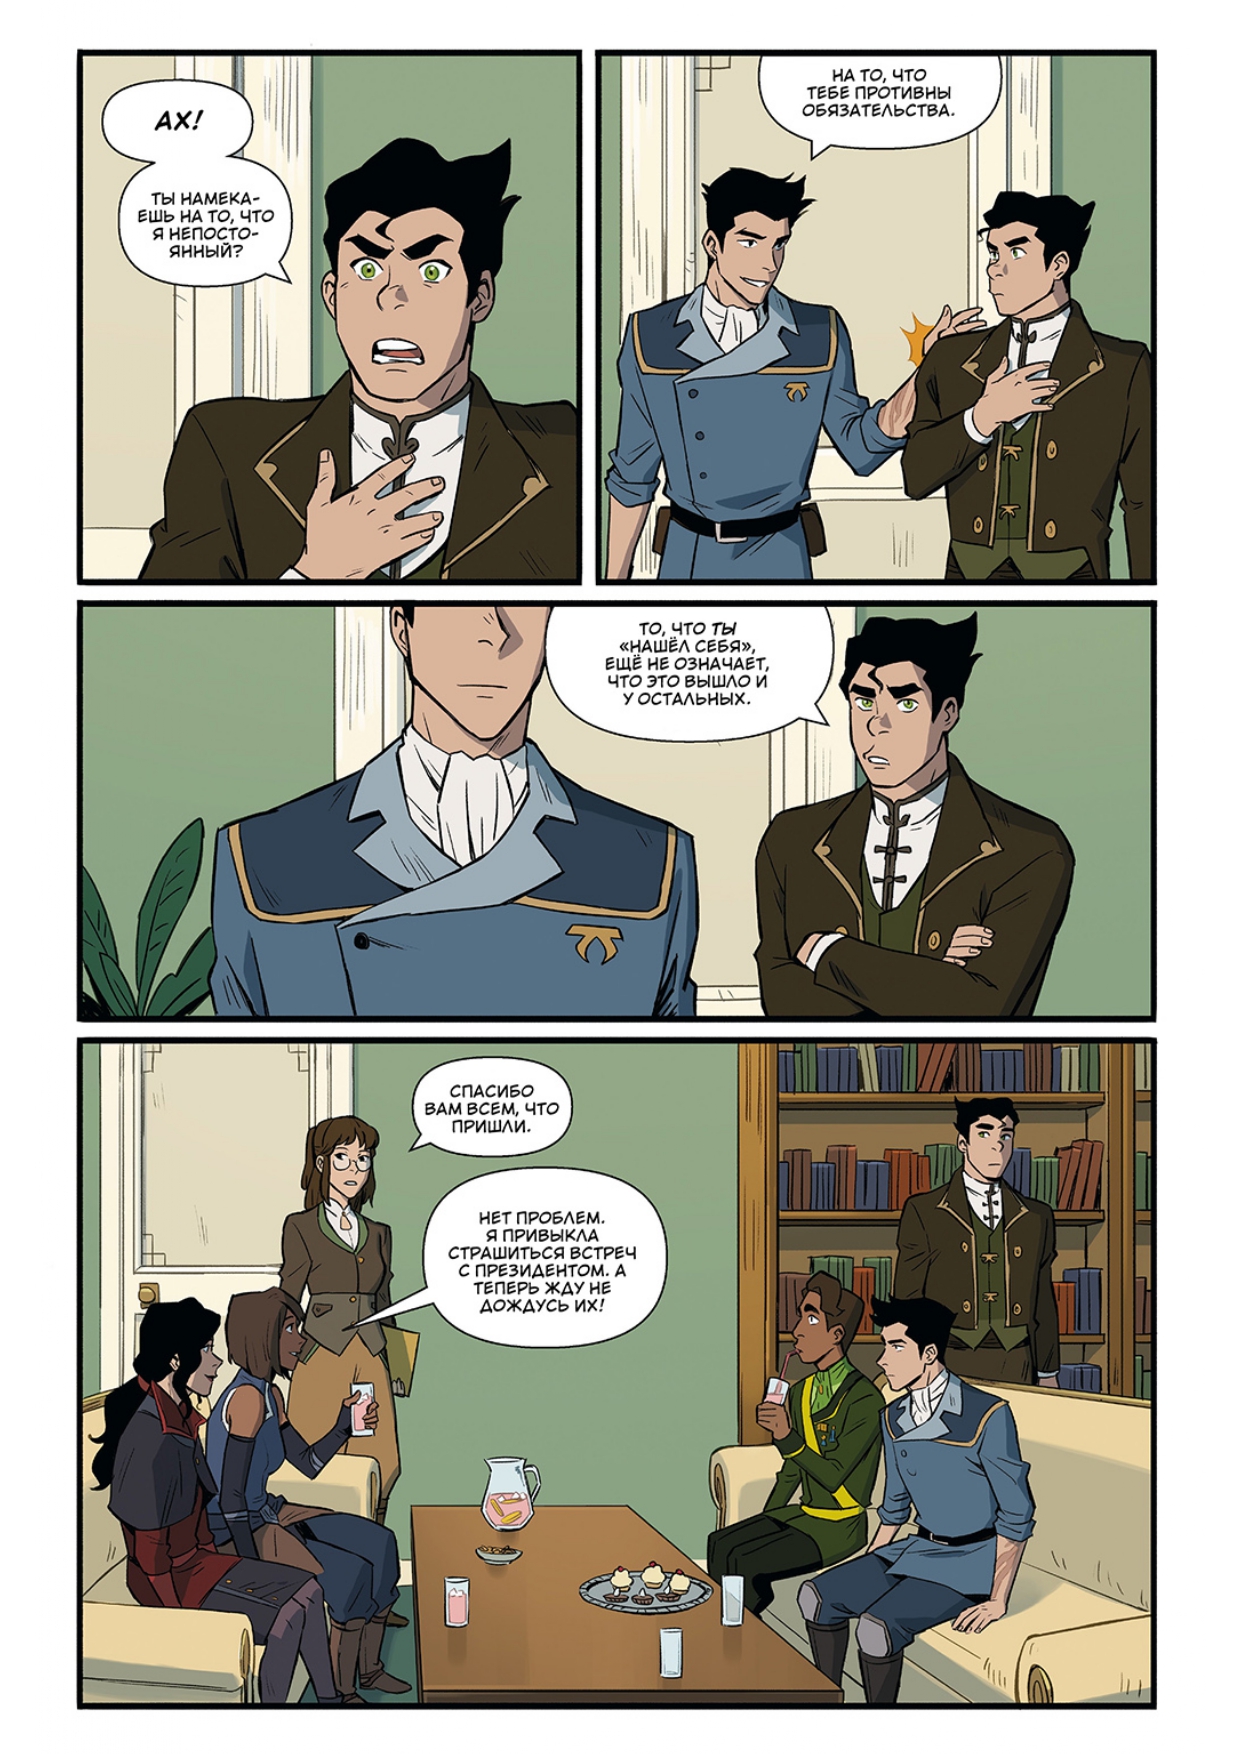 АХ!
ТЫ НАМЕКА-
ЕШЬ НА ТО, ЧТО
Я НЕПОСТО-
ЯННЫЙ?
НА ТО, ЧТО
ТЕБЕ ПРОТИВНЫ
ОБЯЗАТЕЛЬСТВА.
ТО, ЧТО ТЫ
«НАШЁЛ СЕБЯ»,
ЕЩЁ НЕ ОЗНАЧАЕТ,
ЧТО ЭТО ВЫШЛО И
У ОСТАЛЬНЫХ.
СПАСИБО
ВАМ ВСЕМ, ЧТО
ПРИШЛИ.
НЕТ ПРОБЛЕМ.
Я ПРИВЫКЛА
СТРАШИТЬСЯ ВСТРЕЧ
С ПРЕЗИДЕНТОМ. А
ТЕПЕРЬ ЖДУ НЕ
ДОЖДУСЬ ИХ!